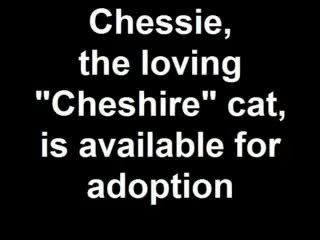 Chessie,
the loving
"Cheshire" cat,
is available for
adoption